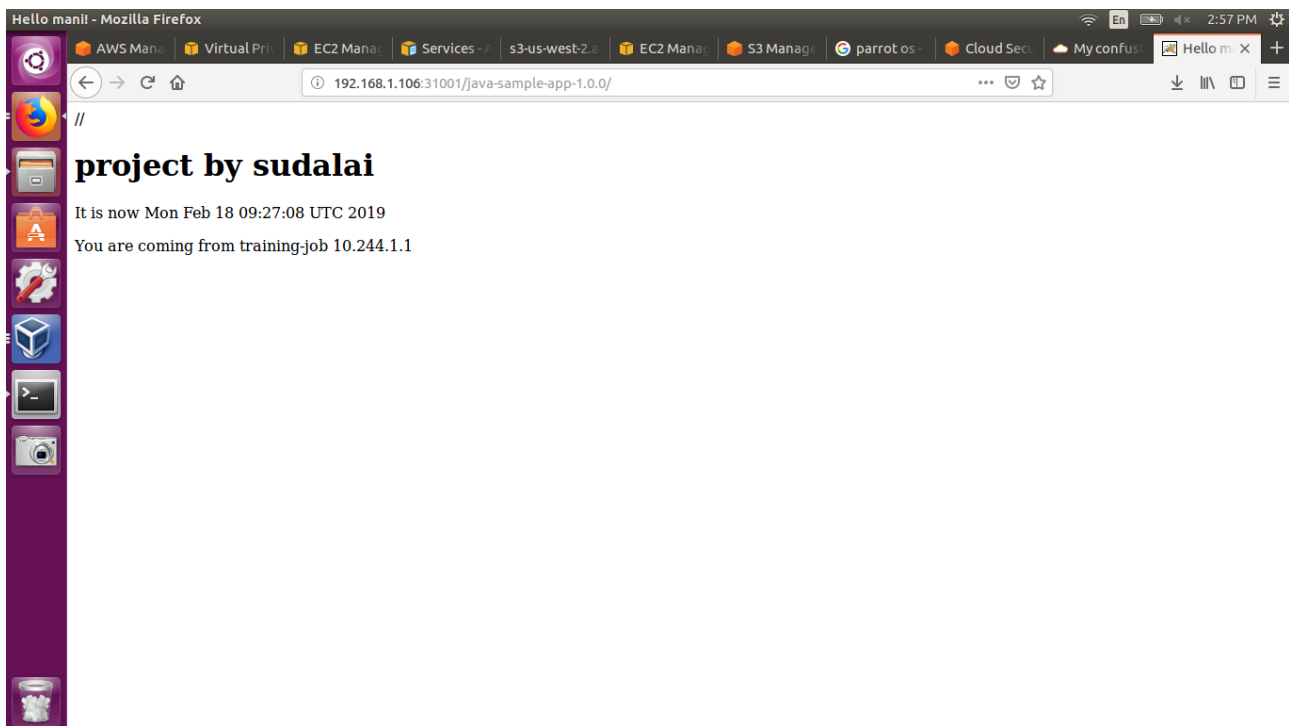 Hello mani! - Mozilla Firefox
En
2:57 PM
AWS Mana
Virtual Priv
EC2 Manag
Services - A
s3-us-west-2.a
EC2 Manag
S3 Manage
parrot os -
Cloud Secu
My confus
Hello m
192.168.1.106:31001/java-sample-app-1.0.0/
//
project by sudalai
It is now Mon Feb 18 09:27:08 UTC 2019
You are coming from training-job 10.244.1.1